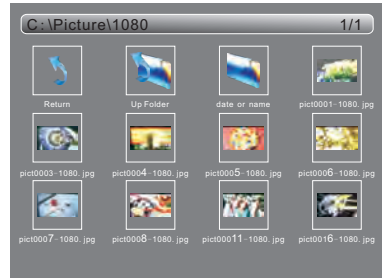 C:\Picture\1080 1/1
Return Up Folder date or name pict0001-1080. jpg
pict0003-1080. jpg pict0004-1080. jpg pict0005-1080. jpg pict0006-1080. jpg
pict0007-1080. jpg pict0008-1080. jpg pict00011-1080. jpg pict0016-1080. jpg